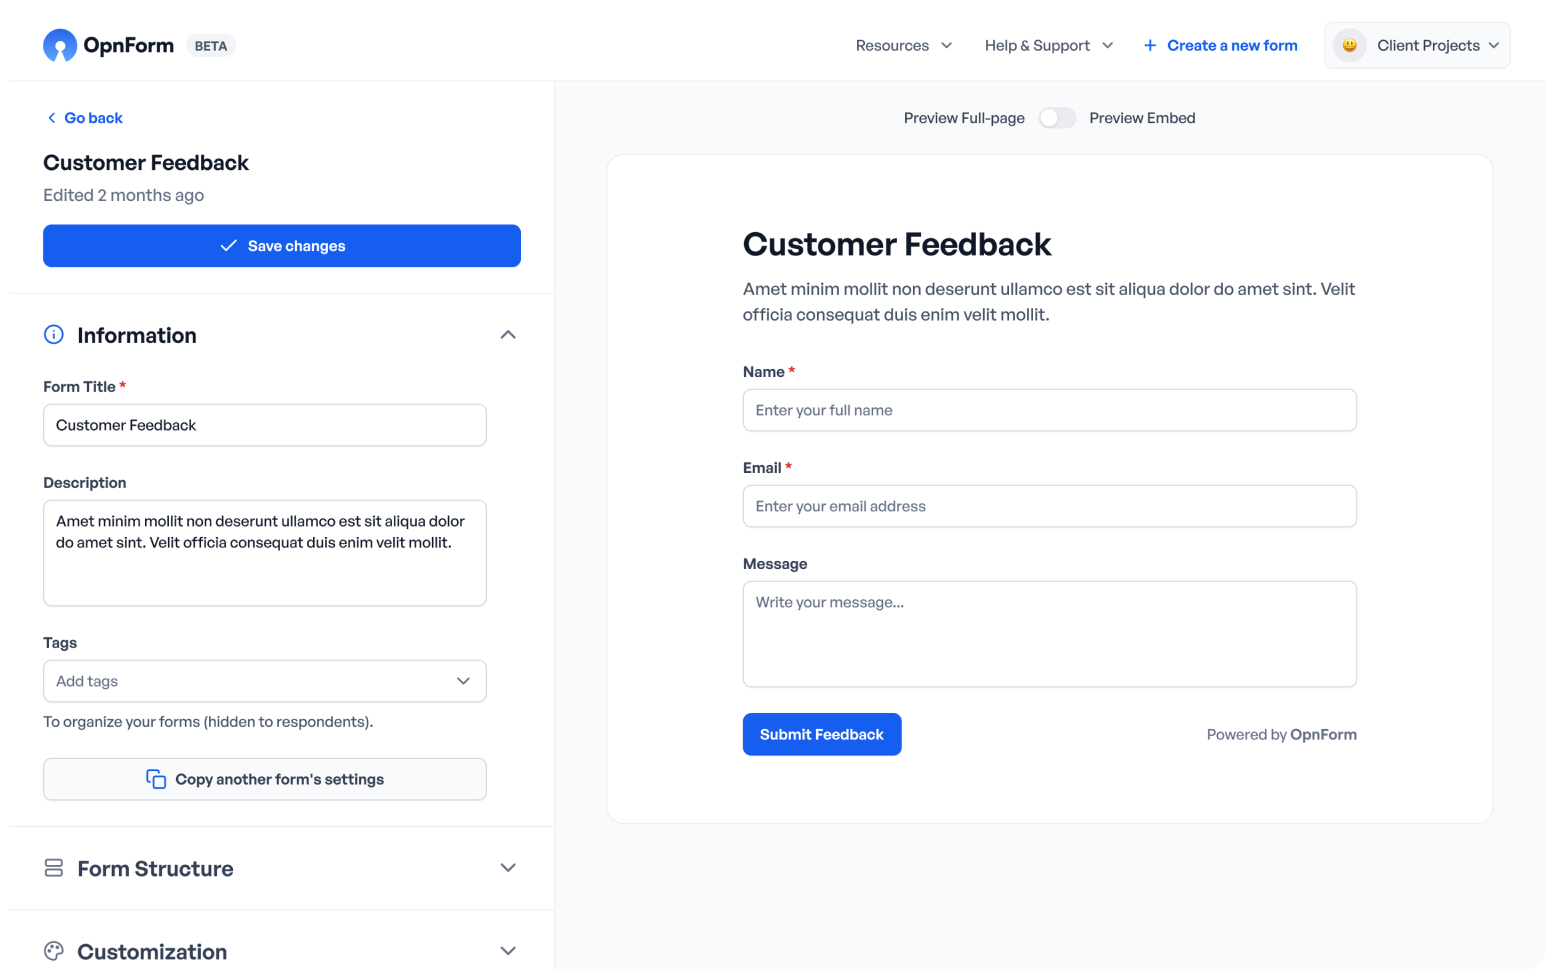 OpnForm BETA
Resources Help & Support + Create a new form Client Projects
Go back
Customer Feedback
Edited 2 months ago
Save changes
Information
Form Title *
Customer Feedback
Description
Amet minim mollit non deserunt ullamco est sit aliqua dolor
do amet sint. Velit officia consequat duis enim velit mollit.
Tags
Add tags
To organize your forms (hidden to respondents).
Copy another form's settings
Form Structure
Customization
Preview Full-page Preview Embed
Customer Feedback
Amet minim mollit non deserunt ullamco est sit aliqua dolor do amet sint. Velit
officia consequat duis enim velit mollit.
Name *
Enter your full name
Email *
Enter your email address
Message
Write your message...
Submit Feedback
Powered by OpnForm